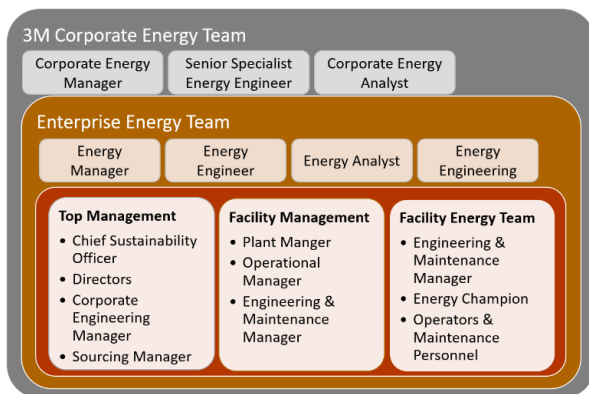 3M Corporate Energy Team
Corporate Energy
Manager
Senior Specialist
Energy Engineer
Corporate Energy
Analyst
Enterprise Energy Team
Energy
Manager
Energy
Engineer
Energy Analyst
Energy
Engineering
Top Management
• Chief Sustainability
Officer
• Directors
• Corporate
Engineering
Manager
• Sourcing Manager
Facility Management
• Plant Manger
• Operational
Manager
• Engineering &
Maintenance
Manager
Facility Energy Team
• Engineering &
Maintenance
Manager
• Energy Champion
• Operators &
Maintenance
Personnel